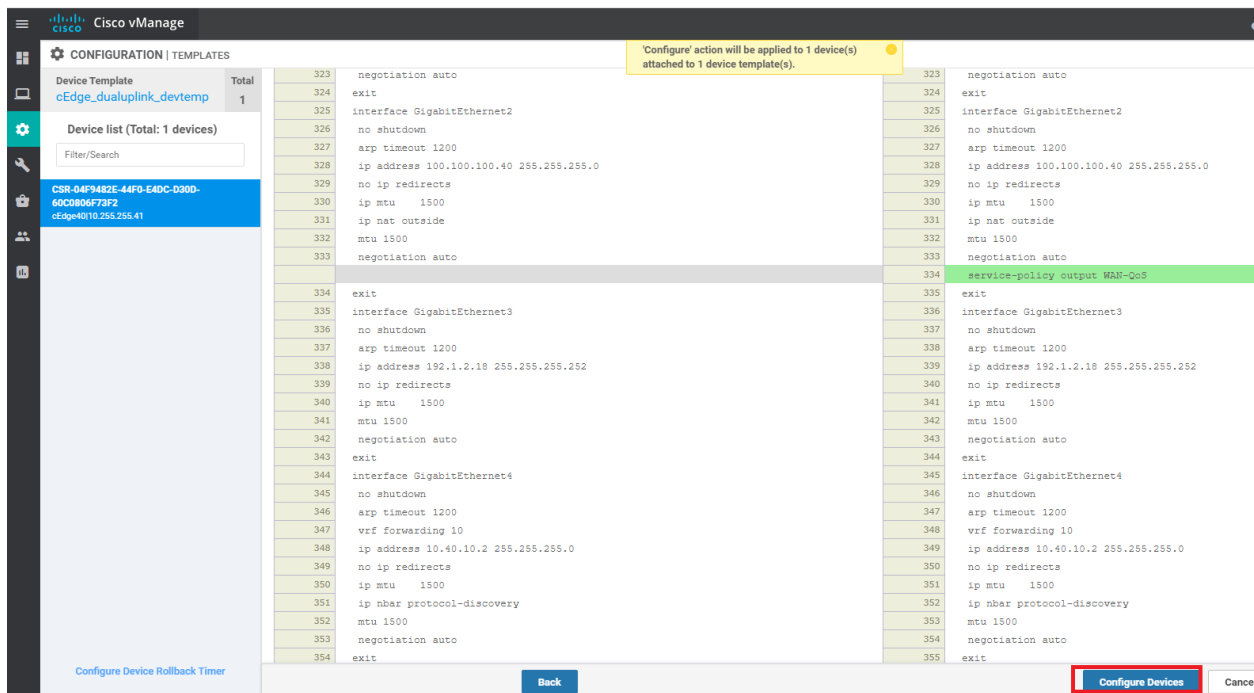 cisco Cisco vManage
CONFIGURATION | TEMPLATES
'Configure' action will be applied to 1 device(s)
attached to 1 device template(s).
Device Template Total
cEdge_dualuplink_devtemp 1
Device list (Total: 1 devices)
Filter/Search
CSR-04F9482E-44F0-E4DC-D30D-
60C0806F73F2
cEdge40|10.255.255.41
Configure Device Rollback Timer
323 negotiation auto 323 negotiation auto
324 exit 324 exit
325 interface GigabitEthernet2 325 interface GigabitEthernet2
326 no shutdown 326 no shutdown
327 arp timeout 1200 327 arp timeout 1200
328 ip address 100.100.100.40 255.255.255.0 328 ip address 100.100.100.40 255.255.255.0
329 no ip redirects 329 no ip redirects
330 ip mtu 1500 330 ip mtu 1500
331 ip nat outside 331 ip nat outside
332 mtu 1500 332 mtu 1500
333 negotiation auto 333 negotiation auto
334 service-policy output WAN-QoS
334 exit 335 exit
335 interface GigabitEthernet3 336 interface GigabitEthernet3
336 no shutdown 337 no shutdown
337 arp timeout 1200 338 arp timeout 1200
338 ip address 192.1.2.18 255.255.255.252 339 ip address 192.1.2.18 255.255.255.252
339 no ip redirects 340 no ip redirects
340 ip mtu 1500 341 ip mtu 1500
341 mtu 1500 342 mtu 1500
342 negotiation auto 343 negotiation auto
343 exit 344 exit
344 interface GigabitEthernet4 345 interface GigabitEthernet4
345 no shutdown 346 no shutdown
346 arp timeout 1200 347 arp timeout 1200
347 vrf forwarding 10 348 vrf forwarding 10
348 ip address 10.40.10.2 255.255.255.0 349 ip address 10.40.10.2 255.255.255.0
349 no ip redirects 350 no ip redirects
350 ip mtu 1500 351 ip mtu 1500
351 ip nbar protocol-discovery 352 ip nbar protocol-discovery
352 mtu 1500 353 mtu 1500
353 negotiation auto 354 negotiation auto
354 exit 355 exit
Back Configure Devices Cance